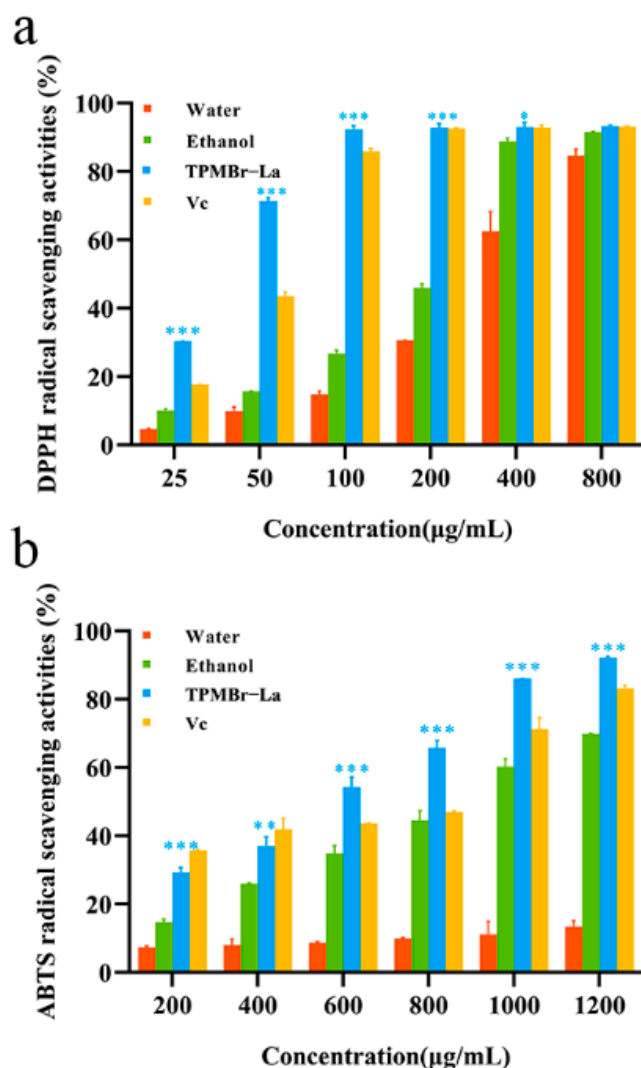 a
DPPH radical scavenging activities (%)
100
80
60
40
20
0
Water
Ethanol
TPMBr-La
Vc
***
***
***
***
*
25 50 100 200 400 800
Concentration(μg/mL)
b
ABTS radical scavenging activities (%)
100
80
60
40
20
0
Water
Ethanol
TPMBr-La
Vc
***
**
***
***
***
***
200 400 600 800 1000 1200
Concentration(μg/mL)